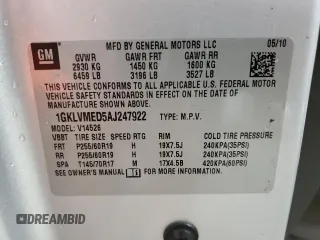 GM
MFD BY GENERAL MOTORS LLC 05/10
GVWR GAWR FRT GAWR RR
2930 KG 1450 KG 1600 KG
6459 LB 3196 LB 3527 LB
THIS VEHICLE CONFORMS TO ALL APPLICABLE U.S. FEDERAL MOTOR
VEHICLE SAFETY STANDARDS IN EFFECT ON THE DATE OF
MANUFACTURE SHOWN ABOVE.
1GKLVMED5AJ247922 TYPE: M.P.V.
V14526
TIRE SIZE SPEED RTG RIM COLD TIRE PRESSURE
FRT P255/60R19 H 19X7.5J 240KPA(35PSI)
RR P255/60R19 H 19X7.5J 240KPA(35PSI)
SPA T145/70R17 M 17X4.5B 420KPA(60PSI)
SEE OWNER'S MANUAL FOR MORE INFORMATION.
DREAMBID